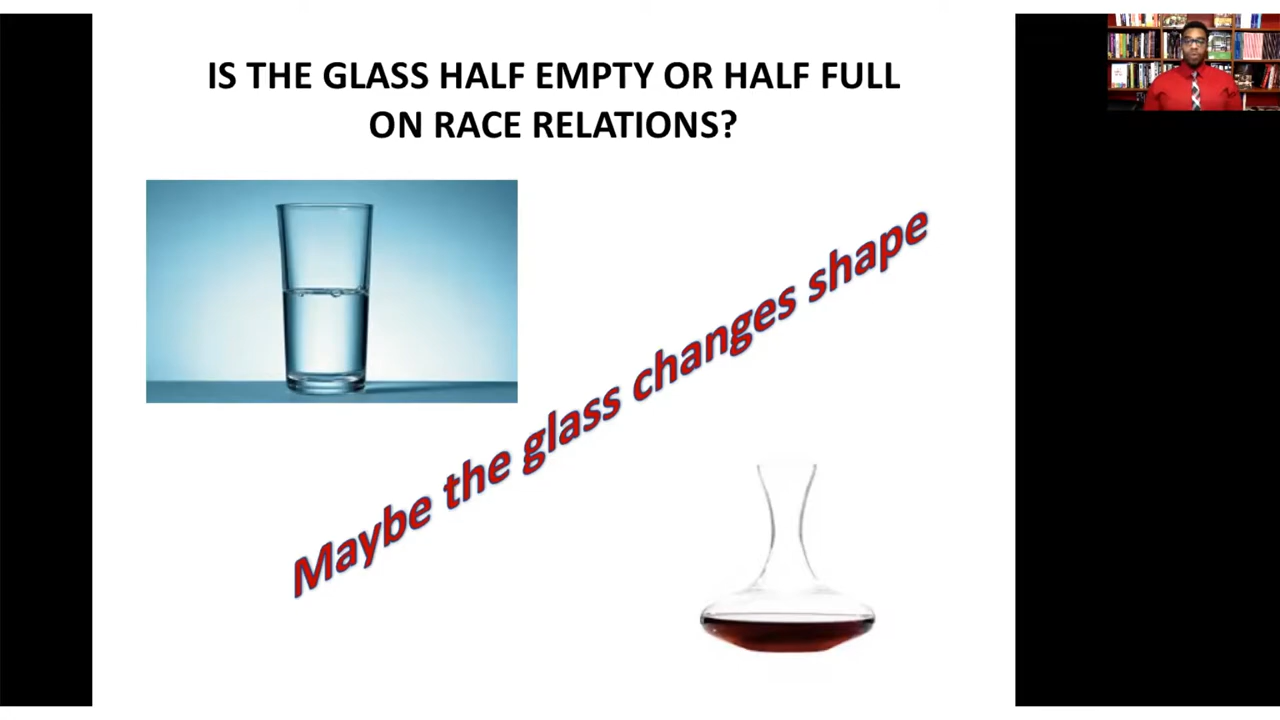 IS THE GLASS HALF EMPTY OR HALF FULL
ON RACE RELATIONS?
Maybe the glass changes shape